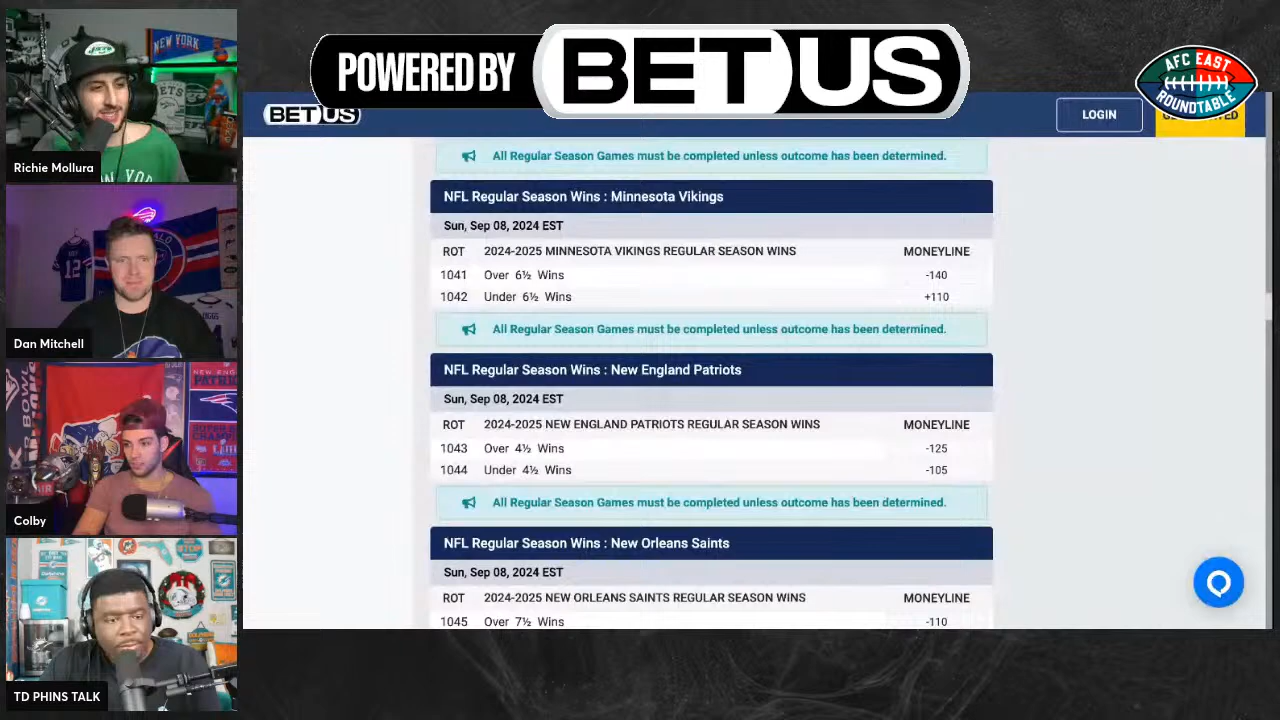 POWERED BY BETUS
AFC EAST
ROUNDTABLE
BETUS
LOGIN
All Regular Season Games must be completed unless outcome has been determined.
NFL Regular Season Wins : Minnesota Vikings
Sun, Sep 08, 2024 EST
ROT 2024-2025 MINNESOTA VIKINGS REGULAR SEASON WINS MONEYLINE
1041 Over 6½ Wins -140
1042 Under 6½ Wins +110
All Regular Season Games must be completed unless outcome has been determined.
NFL Regular Season Wins : New England Patriots
Sun, Sep 08, 2024 EST
ROT 2024-2025 NEW ENGLAND PATRIOTS REGULAR SEASON WINS MONEYLINE
1043 Over 4½ Wins -125
1044 Under 4½ Wins -105
All Regular Season Games must be completed unless outcome has been determined.
NFL Regular Season Wins : New Orleans Saints
Sun, Sep 08, 2024 EST
ROT 2024-2025 NEW ORLEANS SAINTS REGULAR SEASON WINS MONEYLINE
1045 Over 7½ Wins -110
NEW YORK
Richie Mollura
12
Dan Mitchell
Colby
TD PHINS TALK